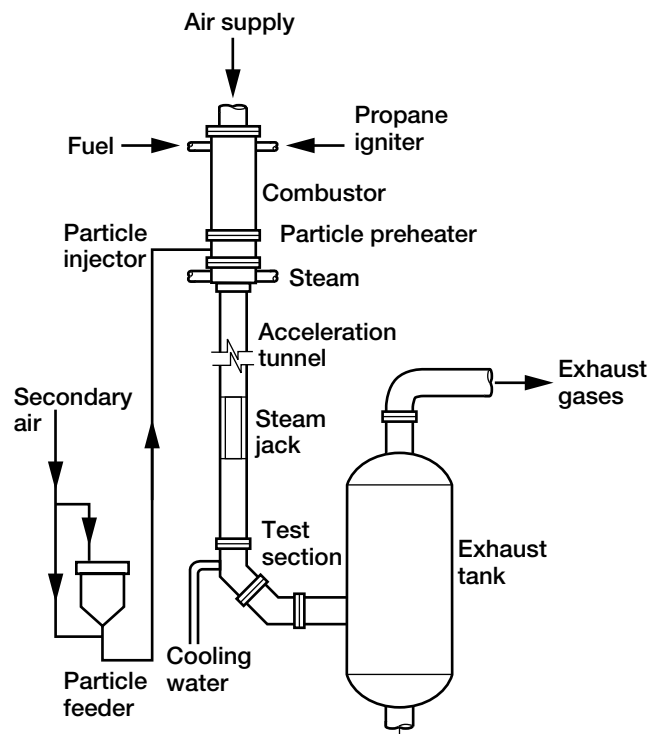 Air supply
Fuel
Propane
igniter
Combustor
Particle
injector
Particle preheater
Steam
Acceleration
tunnel
Exhaust
gases
Secondary
air
Steam
jack
Test
section
Exhaust
tank
Cooling
water
Particle
feeder